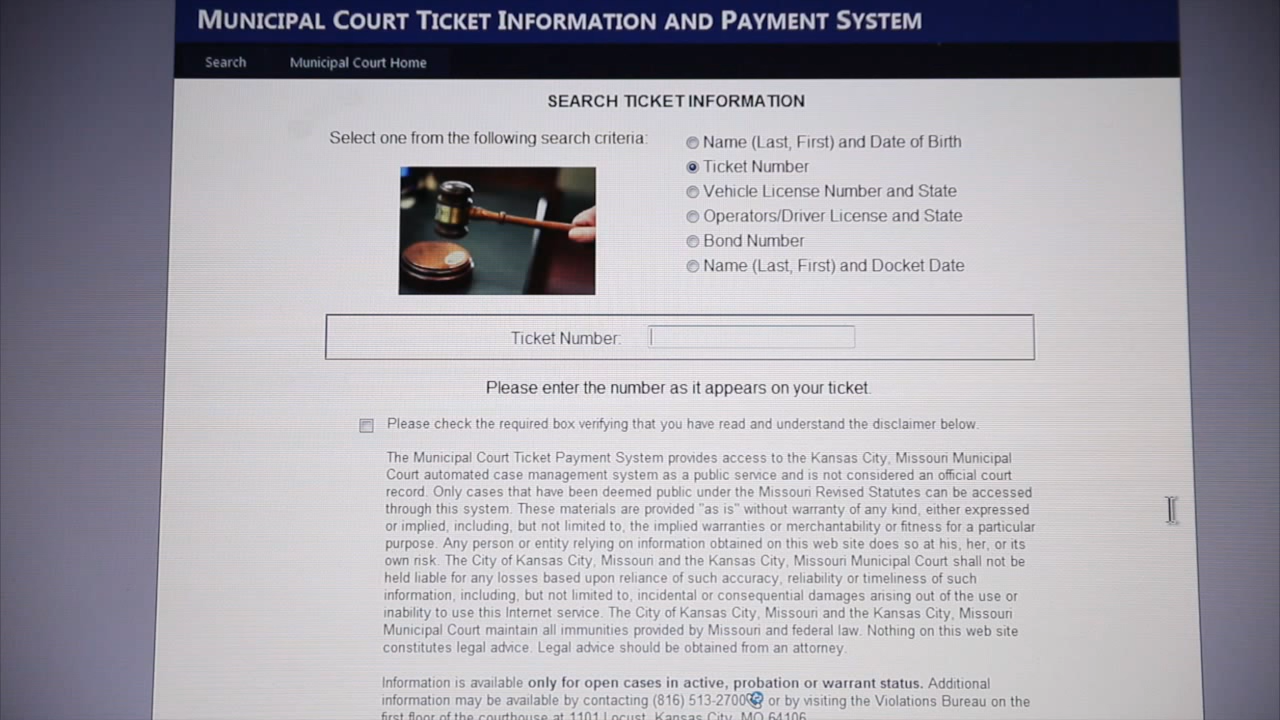 MUNICIPAL COURT TICKET INFORMATION AND PAYMENT SYSTEM
Search Municipal Court Home
SEARCH TICKET INFORMATION
Select one from the following search criteria:
Name (Last, First) and Date of Birth
Ticket Number
Vehicle License Number and State
Operators/Driver License and State
Bond Number
Name (Last, First) and Docket Date
Ticket Number:
Please enter the number as it appears on your ticket.
Please check the required box verifying that you have read and understand the disclaimer below.
The Municipal Court Ticket Payment System provides access to the Kansas City, Missouri Municipal
Court automated case management system as a public service and is not considered an official court
record. Only cases that have been deemed public under the Missouri Revised Statutes can be accessed
through this system. These materials are provided "as is" without warranty of any kind, either expressed
or implied, including, but not limited to, the implied warranties or merchantability or fitness for a particular
purpose. Any person or entity relying on information obtained on this web site does so at his, her, or its
own risk. The City of Kansas City, Missouri and the Kansas City, Missouri Municipal Court shall not be
held liable for any losses based upon reliance of such accuracy, reliability or timeliness of such
information, including, but not limited to, incidental or consequential damages arising out of the use or
inability to use this Internet service. The City of Kansas City, Missouri and the Kansas City, Missouri
Municipal Court maintain all immunities provided by Missouri and federal law. Nothing on this web site
constitutes legal advice. Legal advice should be obtained from an attorney.
Information is available only for open cases in active, probation or warrant status. Additional
information may be available by contacting (816) 513-2700 or by visiting the Violations Bureau on the
first floor of the courthouse at 1101 Locust, Kansas City, MO 64106